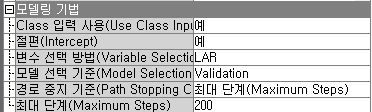 모델링 기법
Class 입력 사용(Use Class Inpu 예
절편(Intercept) 예
변수 선택 방법(Variable Selectio LAR
모델 선택 기준(Model Selection Validation
경로 중지 기준(Path Stopping C 최대 단계(Maximum Steps)
최대 단계(Maximum Steps) 200